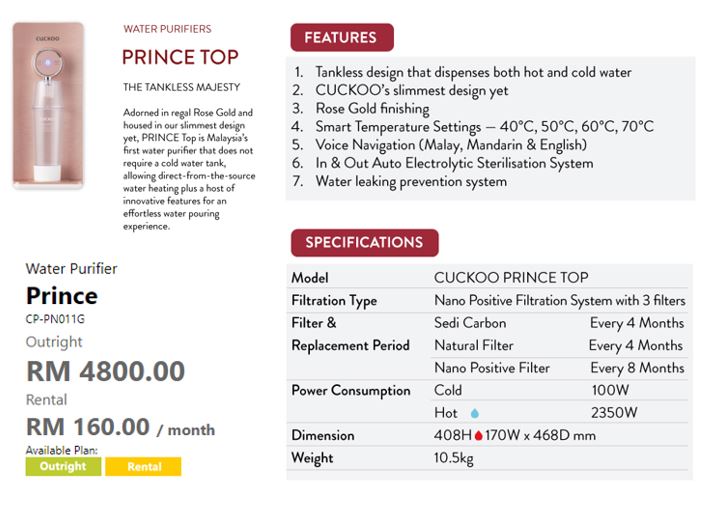 CUCKOO
WATER PURIFIERS
PRINCE TOP
THE TANKLESS MAJESTY
Adorned in regal Rose Gold and
housed in our slimmest design
yet, PRINCE Top is Malaysia's
first water purifier that does not
require a cold water tank,
allowing direct-from-the-source
water heating plus a host of
innovative features for an
effortless water pouring
experience.
Water Purifier
Prince
CP-PN011G
Outright
RM 4800.00
Rental
RM 160.00 / month
Available Plan:
Outright Rental
FEATURES
1. Tankless design that dispenses both hot and cold water
2. CUCKOO's slimmest design yet
3. Rose Gold finishing
4. Smart Temperature Settings — 40°C, 50°C, 60°C, 70°C
5. Voice Navigation (Malay, Mandarin & English)
6. In & Out Auto Electrolytic Sterilisation System
7. Water leaking prevention system
SPECIFICATIONS
Model CUCKOO PRINCE TOP
Filtration Type Nano Positive Filtration System with 3 filters
Filter & Sedi Carbon Every 4 Months
Replacement Period Natural Filter Every 4 Months
Nano Positive Filter Every 8 Months
Power Consumption Cold 100W
Hot 2350W
Dimension 408H 170W x 468D mm
Weight 10.5kg